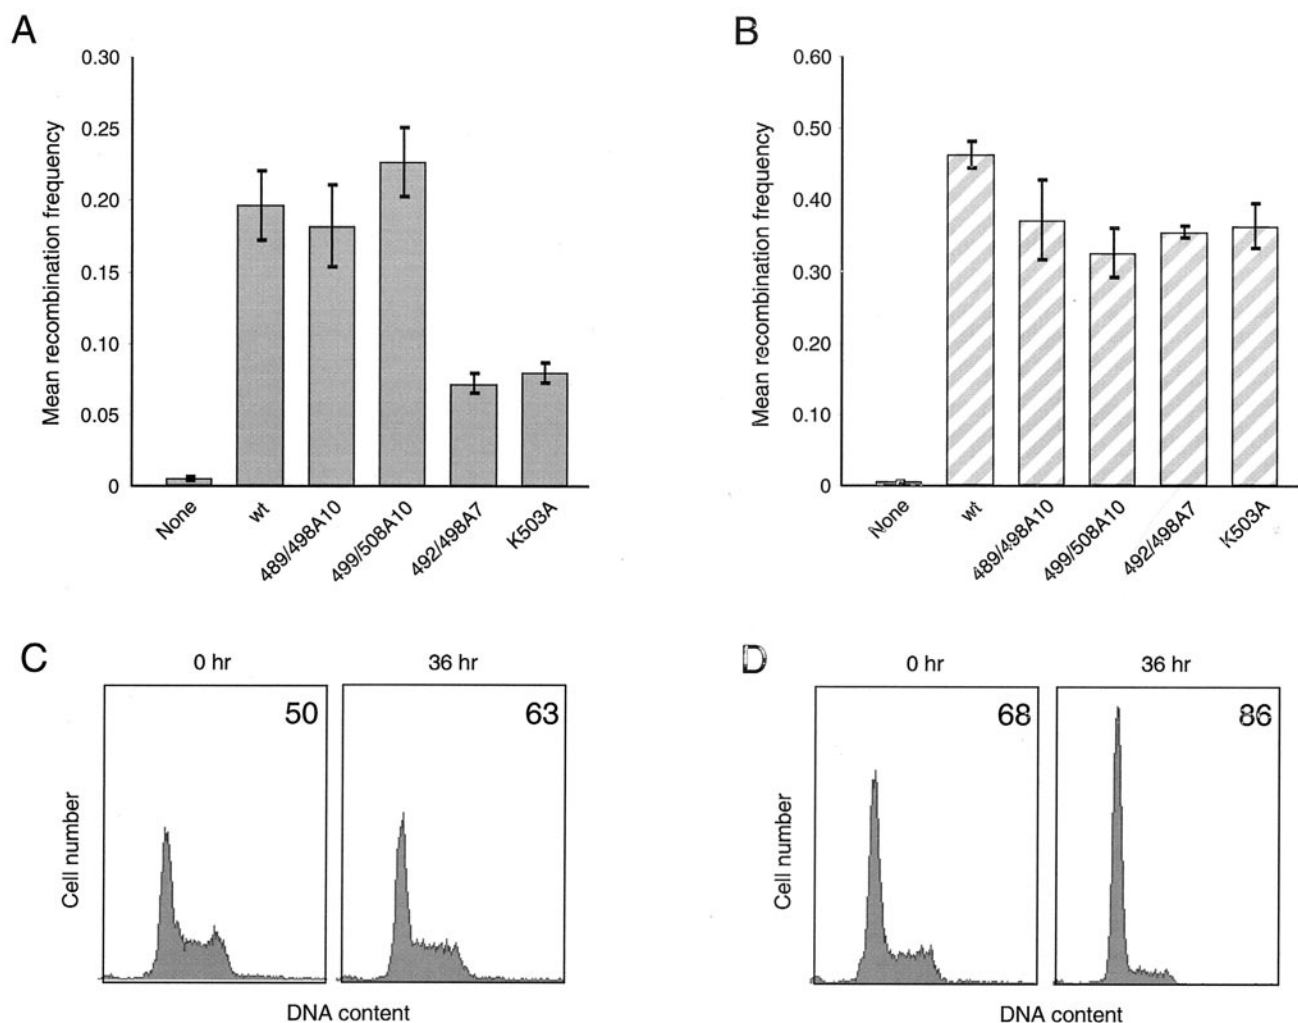 A
Mean recombination frequency
0.30
0.25
0.20
0.15
0.10
0.05
0
None
wt
489/498A10
499/508A10
492/498A7
K503A
B
Mean recombination frequency
0.60
0.50
0.40
0.30
0.20
0.10
0
None
wt
489/498A10
499/508A10
492/498A7
K503A
C
0 hr
36 hr
50
63
Cell number
DNA content
D
0 hr
36 hr
68
86
Cell number
DNA content